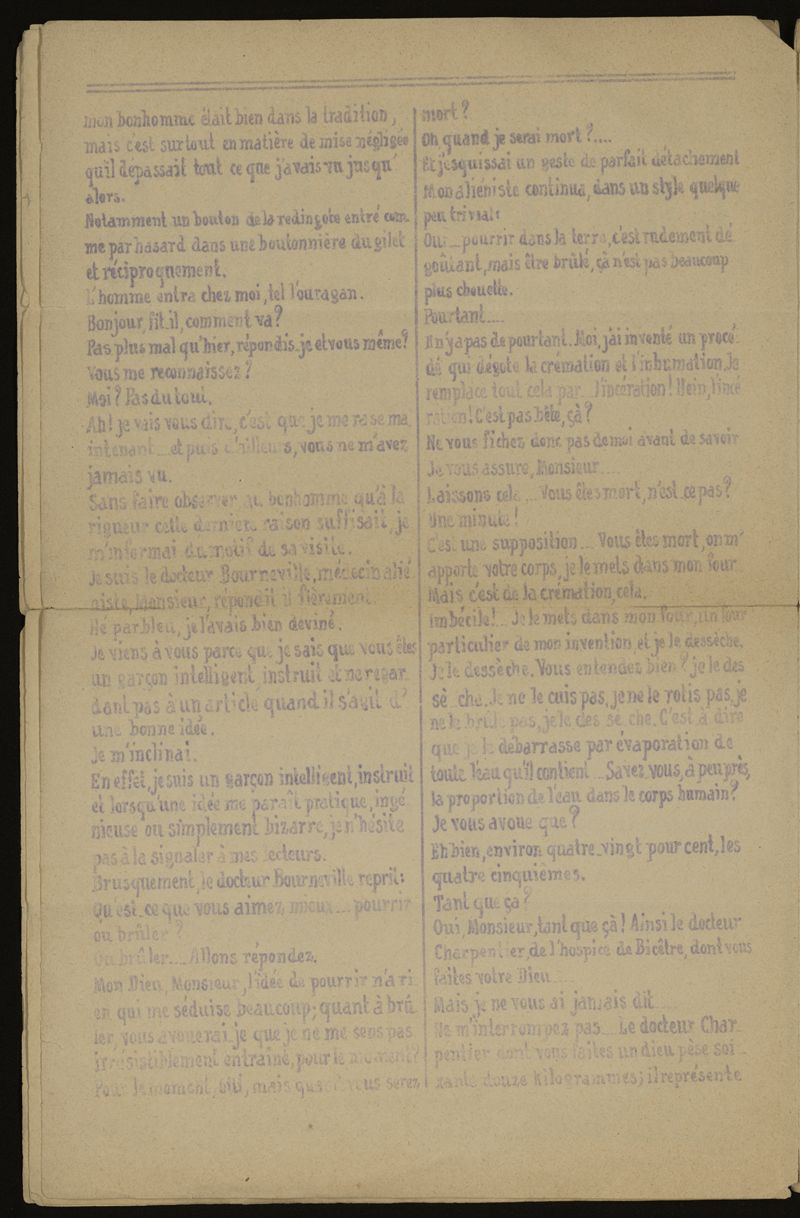 mon bonhomme était bien dans la tradition,
mais c'est surtout en matière de mise négligée
qu'il dépassait tout ce que j'avais vu jusqu'
alors.
Notamment un bouton de la redingote entré com
me par hasard dans une boutonnière du gilet
et réciproquement.
L'homme entra chez moi, tel l'ouragan.
Bonjour, fit-il, comment va?
Pas plus mal qu'hier, répondis-je et vous même?
Vous me reconnaissez?
Moi? Pas du tout.
Ah! je vais vous dire, c'est que je me rase ma
intenant... et puis d'ailleurs, vous ne m'avez
jamais vu.
Sans faire observer au bonhomme qu'à la
rigueur cette dernière raison suffisait, je
m'informai du motif de sa visite.
Je suis le docteur Bourneville, médecin alié
niste, Monsieur, répondit il fièrement.
Hé parbleu, je l'avais bien deviné.
Je viens à vous parce que je sais que vous êtes
un garçon intelligent, instruit et ne regar
dant pas à un article quand il s'agit d'
une bonne idée.
Je m'inclinai.
En effet, je suis un garçon intelligent, instruit
et lorsqu'une idée me paraît pratique, ingé
nieuse ou simplement bizarre, je n'hésite
pas à la signaler à mes lecteurs.
Brusquement, le docteur Bourneville reprit:
Qu'est-ce que vous aimez mieux... pourrir
ou brûler?
Ou brûler.... Allons répondez.
Mon Dieu, Monsieur, l'idée de pourrir n'a ri
en qui me séduise beaucoup; quant à brû
ler, vous avouerai-je que je ne me sens pas
irrésistiblement entraîné, pour le moment?
Pour le moment, oui, mais quand vous serez
mort?
Oh quand je serai mort?....
Et j'esquissai un geste de parfait détachement
Mon aliéniste continua, dans un style quelque
peu trivial:
Oui... pourrir dans la terre, c'est rudement dé
goûtant, mais être brûlé, çà n'est pas beaucoup
plus chouette.
Pourtant....
Il n'y a pas de pourtant. Moi, j'ai inventé un procé
dé qui dégote la crémation et l'inhumation. Je
remplace tout cela par... l'incération! Hein, l'incé
ration! C'est pas bête, çà?
Ne vous fichez donc pas de moi avant de savoir
Je vous assure, Monsieur....
Laissons cela... Vous êtes mort, n'est-ce pas?
Une minute!
C'est une supposition... Vous êtes mort, on m'
apporte votre corps, je le mets dans mon four
Mais c'est de la crémation, cela.
Imbécile!... Je le mets dans mon four, un four
particulier de mon invention et je le dessèche.
Je le dessèche. Vous entendez bien? je le des
sè che. Je ne le cuis pas, je ne le rotis pas, je
ne le brûle pas, je le des sè che. C'est à dire
que je le débarrasse par évaporation de
toute l'eau qu'il contient... Savez-vous, à peu près,
la proportion de l'eau dans le corps humain?
Je vous avoue que?
Eh bien, environ quatre-vingt pour cent, les
quatre cinquièmes.
Tant que ça?
Oui, Monsieur, tant que çà! Ainsi le docteur
Charpentier, de l'hospice de Bicêtre, dont vous
faites votre Dieu....
Mais je ne vous ai jamais dit....
Ne m'interrompez pas... Le docteur Char
pentier dont vous faites un dieu pèse soi
xante douze kilogrammes; il représente